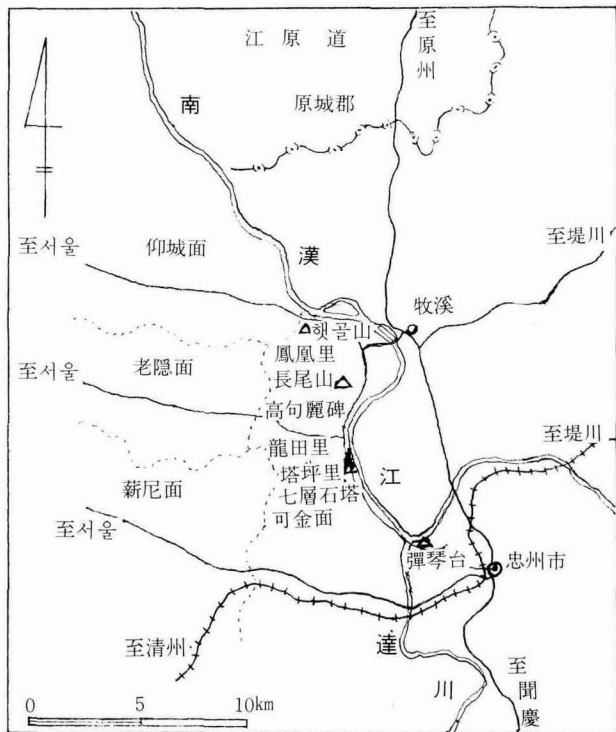 江原道
至原州
南
原城郡
至서울
仰城面
漢
至堤川
牧溪
햇골山
鳳凰里
老隠面
長尾山
至서울
高句麗碑
龍田里
江
至堤川
塔坪里
薪尼面
七層石塔
可金面
至서울
彈琴台
忠州市
至清州
達
川
至聞慶
0 5 10km